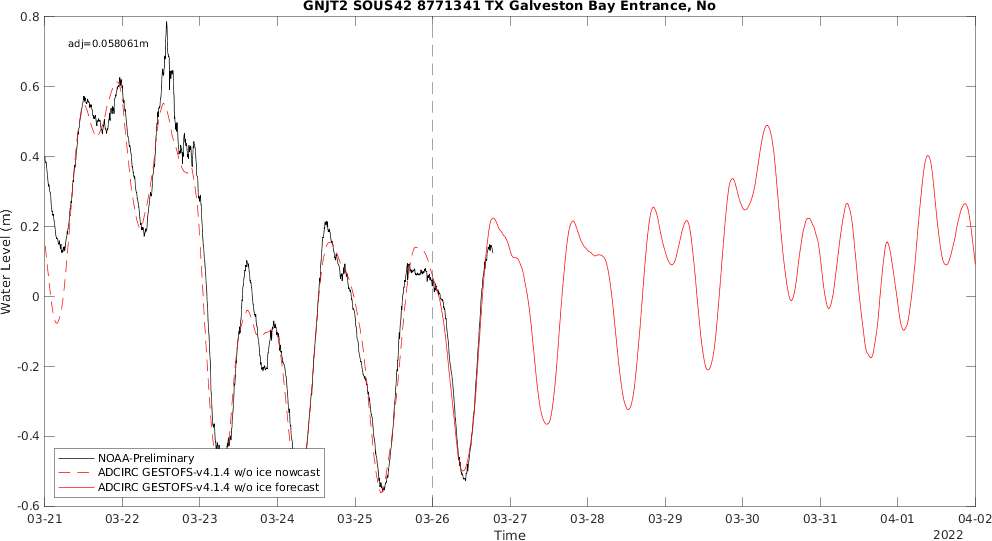 GNJT2 SOUS42 8771341 TX Galveston Bay Entrance, No
adj=0.058061m
Water Level (m)
0.8
0.6
0.4
0.2
0
-0.2
-0.4
-0.6
NOAA-Preliminary
ADCIRC GESTOFS-v4.1.4 w/o ice nowcast
ADCIRC GESTOFS-v4.1.4 w/o ice forecast
03-21 03-22 03-23 03-24 03-25 03-26 03-27 03-28 03-29 03-30 03-31 04-01 04-02
Time
2022